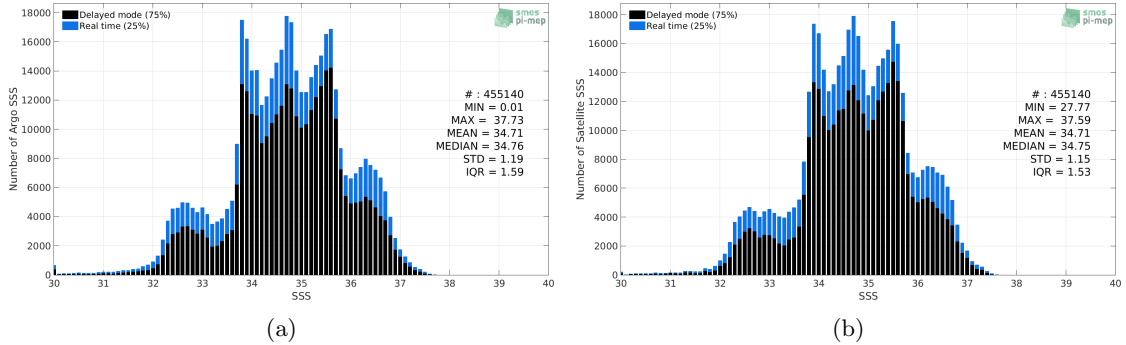 Delayed mode (75%)
Real time (25%)
smos
pi-mep
18000
16000
14000
12000
10000
8000
6000
4000
2000
0
Number of Argo SSS
# : 455140
MIN = 0.01
MAX = 37.73
MEAN = 34.71
MEDIAN = 34.76
STD = 1.19
IQR = 1.59
30 31 32 33 34 35 36 37 38 39 40
SSS
(a)
Delayed mode (75%)
Real time (25%)
smos
pi-mep
18000
16000
14000
12000
10000
8000
6000
4000
2000
0
Number of Satellite SSS
# : 455140
MIN = 27.77
MAX = 37.59
MEAN = 34.71
MEDIAN = 34.75
STD = 1.15
IQR = 1.53
30 31 32 33 34 35 36 37 38 39 40
SSS
(b)